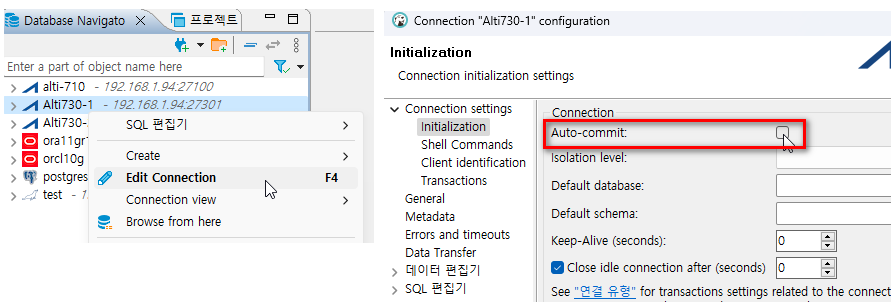 Database Navigato
프로젝트
Enter a part of object name here
alti-710 - 192.168.1.94:27100
Alti730-1 - 192.168.1.94:27301
Alti730-
ora11gr1
orcl10g
postgres
test - 1
SQL 편집기
Create
Edit Connection F4
Connection view
Browse from here
Connection "Alti730-1" configuration
Initialization
Connection initialization settings
Connection settings
Initialization
Shell Commands
Client identification
Transactions
General
Metadata
Errors and timeouts
Data Transfer
데이터 편집기
SQL 편집기
Connection
Auto-commit:
Isolation level:
Default database:
Default schema:
Keep-Alive (seconds): 0
Close idle connection after (seconds) 0
See "연결 유형" for transactions settings related to the connec